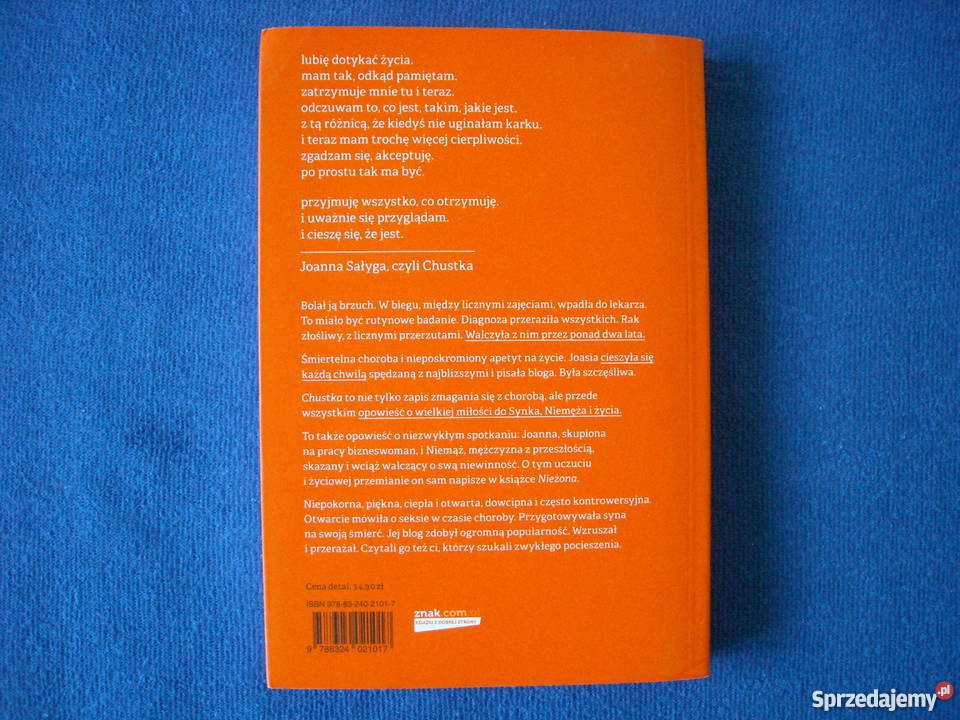 lubię dotykać życia.
mam tak, odkąd pamiętam.
zatrzymuje mnie tu i teraz.
odczuwam to, co jest, takim, jakie jest.
z tą różnicą, że kiedyś nie uginałam karku,
i teraz mam trochę więcej cierpliwości.
zgadzam się, akceptuję.
po prostu tak ma być.
przyjmuję wszystko, co otrzymuję.
i uważnie się przyglądam.
i cieszę się, że jest.
Joanna Sałyga, czyli Chustka
Bolał ją brzuch. W biegu, między licznymi zajęciami, wpadła do lekarza.
To miało być rutynowe badanie. Diagnoza przeraziła wszystkich. Rak
złośliwy, z licznymi przerzutami. Walczyła z nim przez ponad dwa lata.
Śmiertelna choroba i nieposkromiony apetyt na życie. Joasia cieszyła się
każdą chwilą spędzaną z najbliższymi i pisała bloga. Była szczęśliwa.
Chustka to nie tylko zapis zmagania się z chorobą, ale przede
wszystkim opowieść o wielkiej miłości do Synka, Niemęża i życia.
To także opowieść o niezwykłym spotkaniu: Joanna, skupiona
na pracy bizneswoman, i Niemąż, mężczyzna z przeszłością,
skazany i wciąż walczący o swą niewinność. O tym uczuciu
i życiowej przemianie on sam napisze w książce Nieżona.
Niepokorna, piękna, ciepła i otwarta, dowcipna i często kontrowersyjna.
Otwarcie mówiła o seksie w czasie choroby. Przygotowywała syna
na swoją śmierć. Jej blog zdobył ogromną popularność. Wzruszał
i przerażał. Czytali go też ci, którzy szukali zwykłego pocieszenia.
Cena detal. 34,90 zł
ISBN 978-83-240-2101-7
9 788324 021017
znak.com.pl
KSIĄŻKI Z DOBREJ STRONY
Sprzedajemy.pl